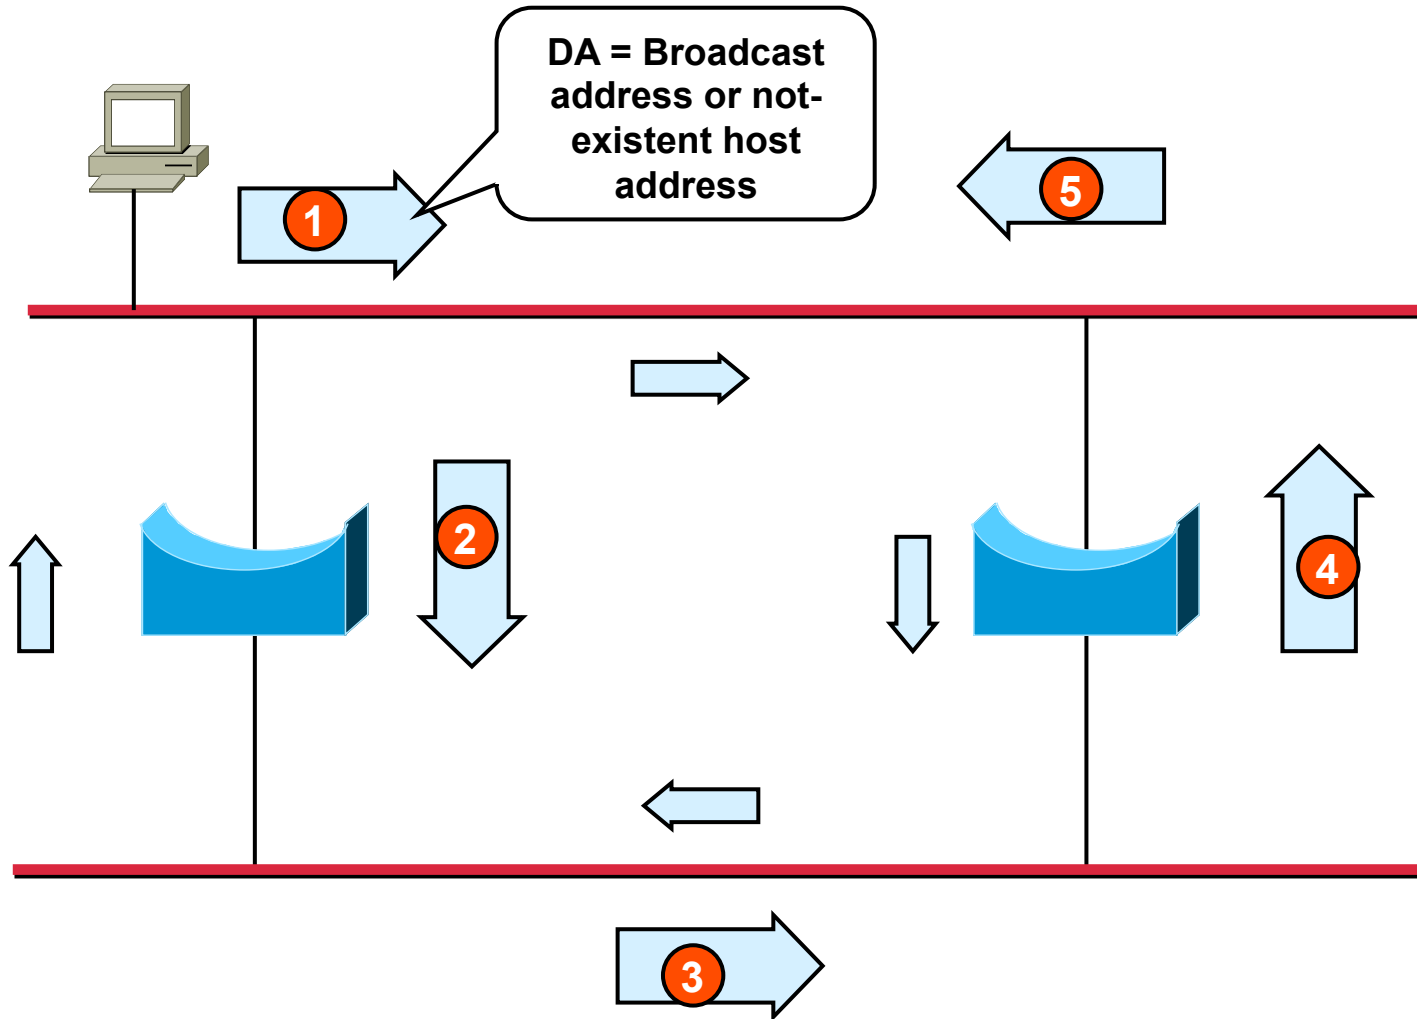 DA = Broadcast
address or not-
existent host
address
1
5
2
4
3